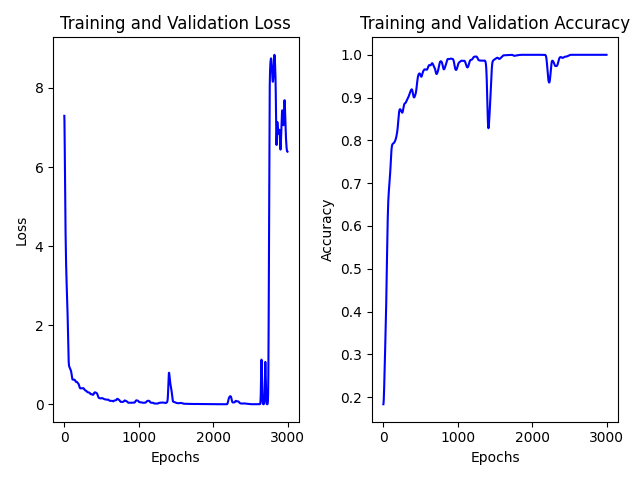 Training and Validation Loss
Loss
8
6
4
2
0
0 1000 2000 3000
Epochs
Training and Validation Accuracy
Accuracy
1.0
0.9
0.8
0.7
0.6
0.5
0.4
0.3
0.2
0 1000 2000 3000
Epochs